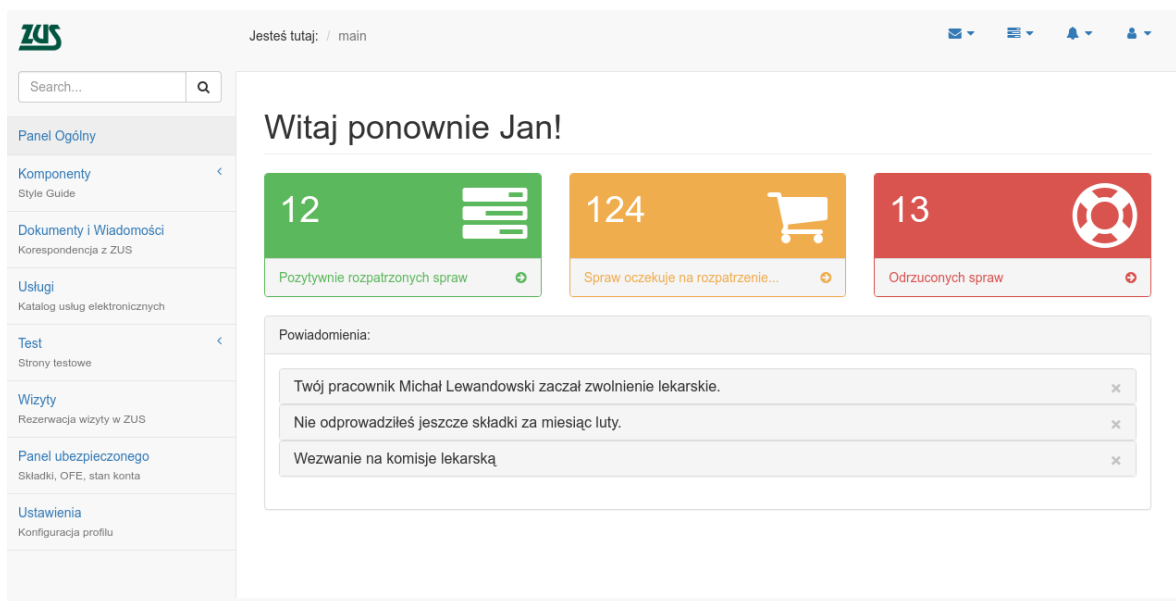 ZUS
Jesteś tutaj: / main
Search...
Panel Ogólny
Komponenty
Style Guide
Dokumenty i Wiadomości
Korespondencja z ZUS
Usługi
Katalog usług elektronicznych
Test
Strony testowe
Wizyty
Rezerwacja wizyty w ZUS
Panel ubezpieczonego
Składki, OFE, stan konta
Ustawienia
Konfiguracja profilu
Witaj ponownie Jan!
12
Pozytywnie rozpatrzonych spraw
124
Spraw oczekuje na rozpatrzenie...
13
Odrzuconych spraw
Powiadomienia:
Twój pracownik Michał Lewandowski zaczał zwolnienie lekarskie.
Nie odprowadziłeś jeszcze składki za miesiąc luty.
Wezwanie na komisje lekarską